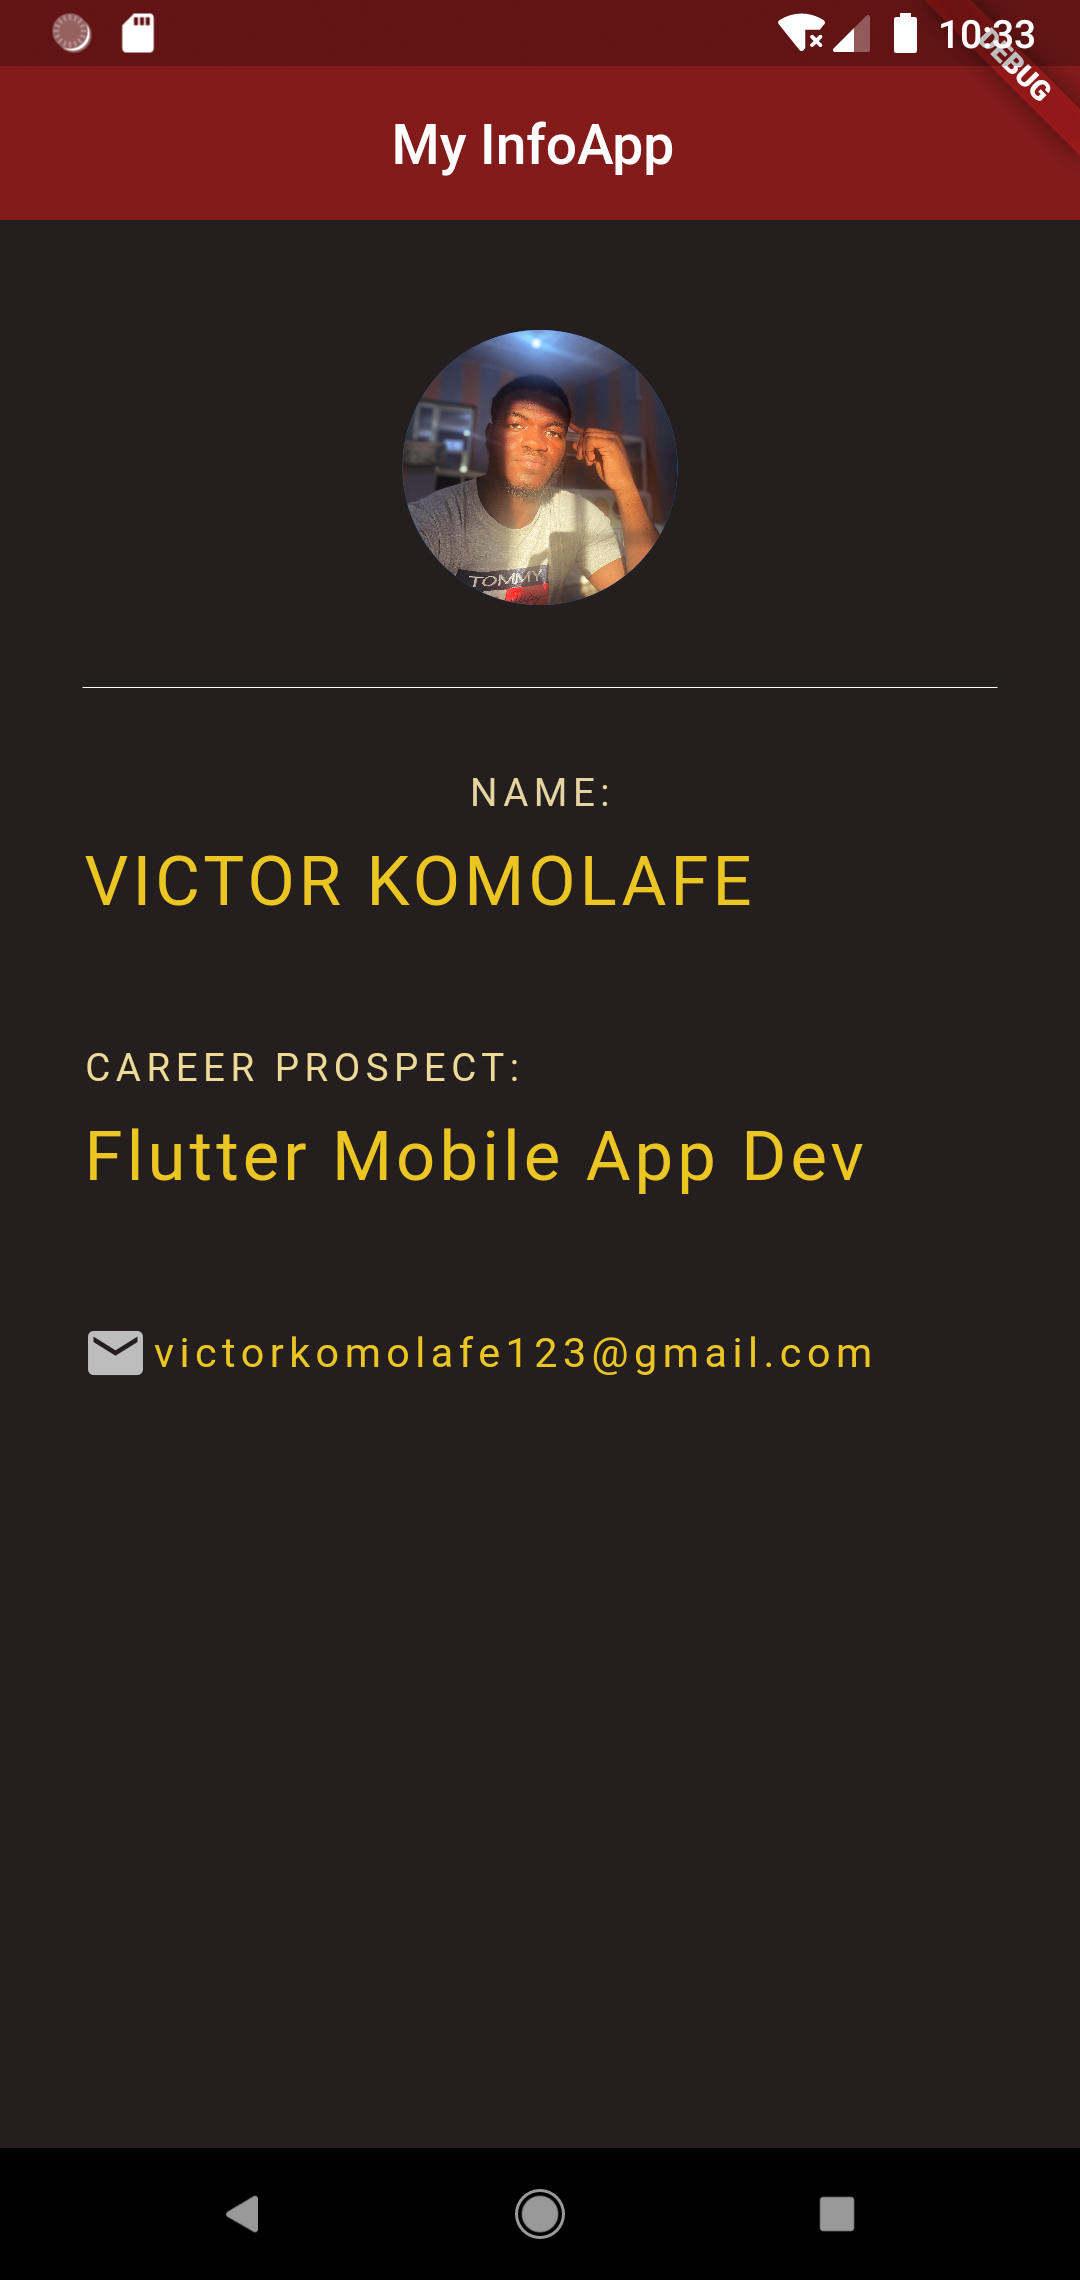 10:33
DEBUG
My InfoApp
TOMMY
NAME:
VICTOR KOMOLAFE
CAREER PROSPECT:
Flutter Mobile App Dev
victorkomolafe123@gmail.com